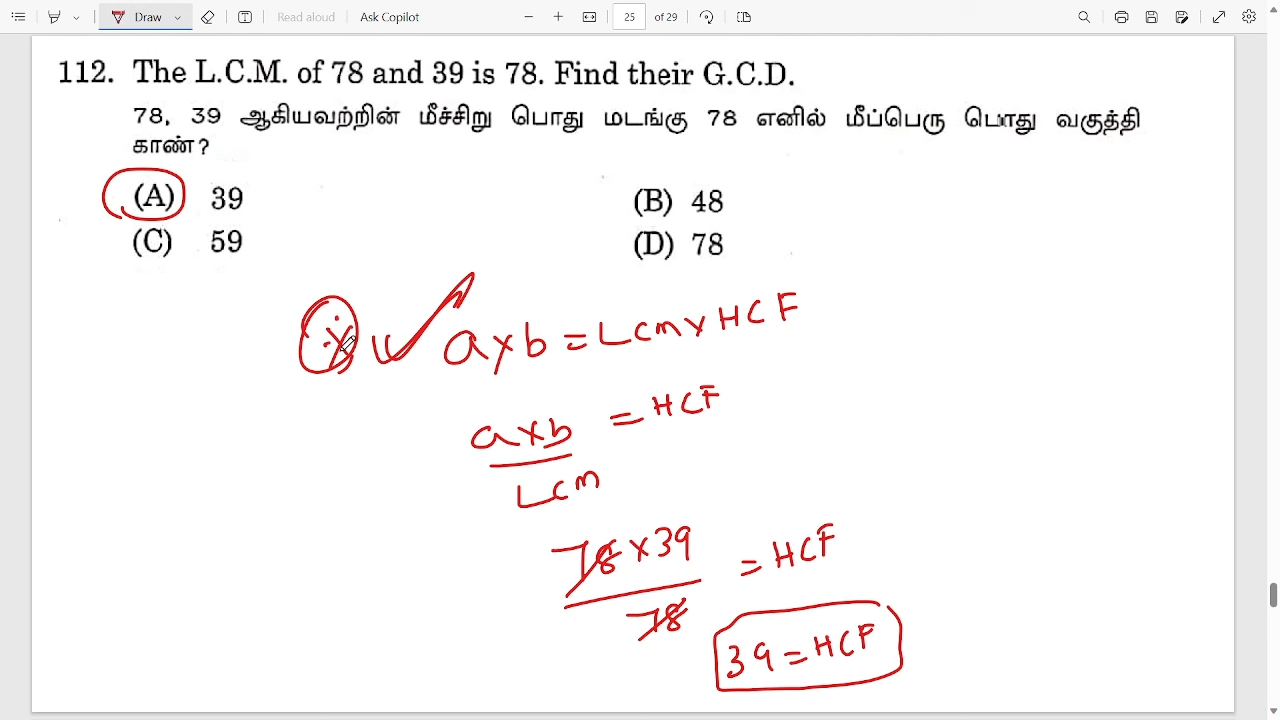 Draw
Read aloud
Ask Copilot
25 of 29
112. The L.C.M. of 78 and 39 is 78. Find their G.C.D.
78, 39 ஆகியவற்றின் மீச்சிறு பொது மடங்கு 78 எனில் மீப்பெரு பொது வகுத்தி
காண்?
(A) 39
(B) 48
(C) 59
(D) 78
a x b = Lcm x HCF
a x b = HCF
Lcm
78 x 39 = HCF
78
39 = HCF